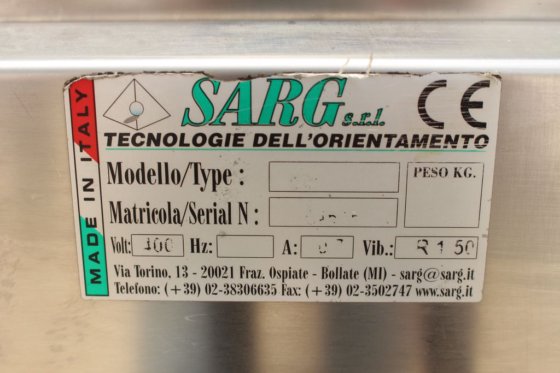 MADE IN ITALY
SARG s.r.l. CE
TECNOLOGIE DELL'ORIENTAMENTO
Modello/Type : PESO KG.
Matricola/Serial N :
Volt: 400 Hz: A: Vib.: R 1 50
Via Torino, 13 - 20021 Fraz. Ospiate - Bollate (MI) - sarg@sarg.it
Telefono: (+39) 02-38306635 Fax: (+39) 02-3502747 www.sarg.it